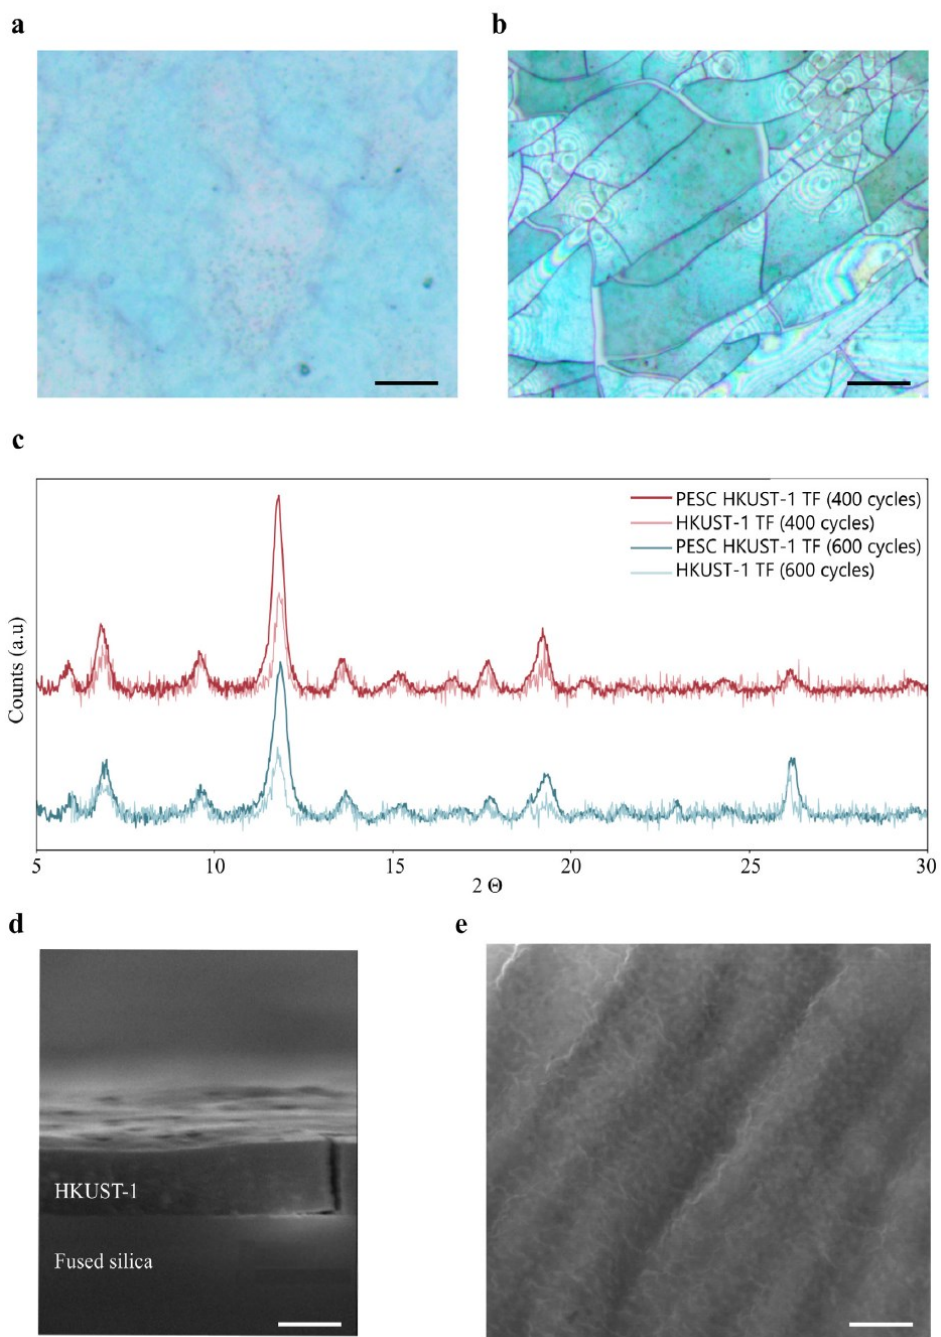 a
b
c
PESC HKUST-1 TF (400 cycles)
HKUST-1 TF (400 cycles)
PESC HKUST-1 TF (600 cycles)
HKUST-1 TF (600 cycles)
Counts (a.u)
5
10
15
20
25
30
2 Θ
d
e
HKUST-1
Fused silica